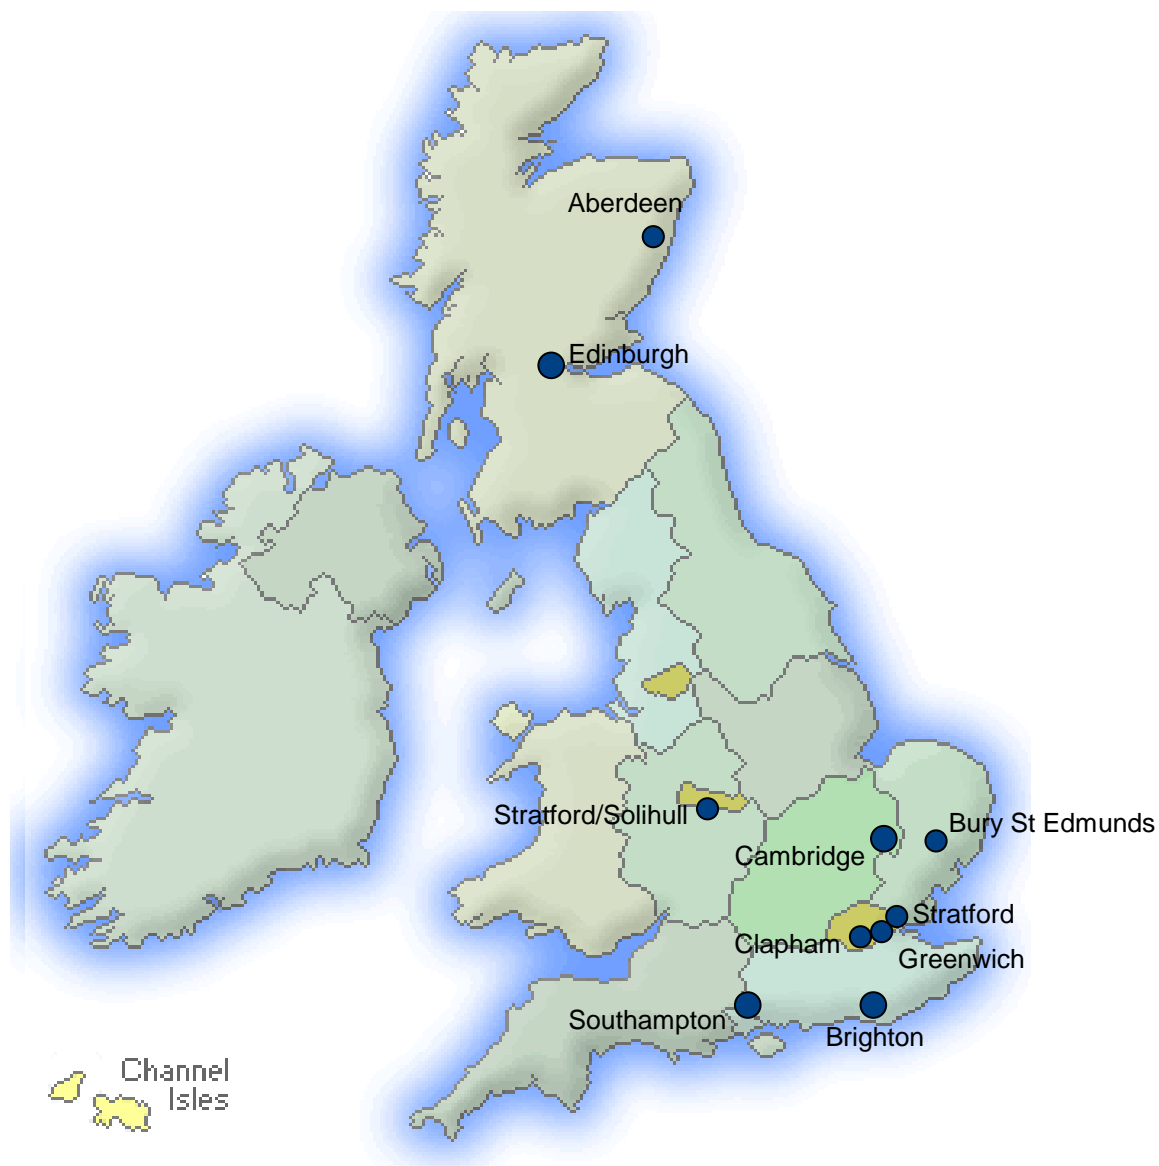 Aberdeen
Edinburgh
Stratford/Solihull
Bury St Edmunds
Cambridge
Stratford
Clapham
Greenwich
Southampton
Brighton
Channel
Isles